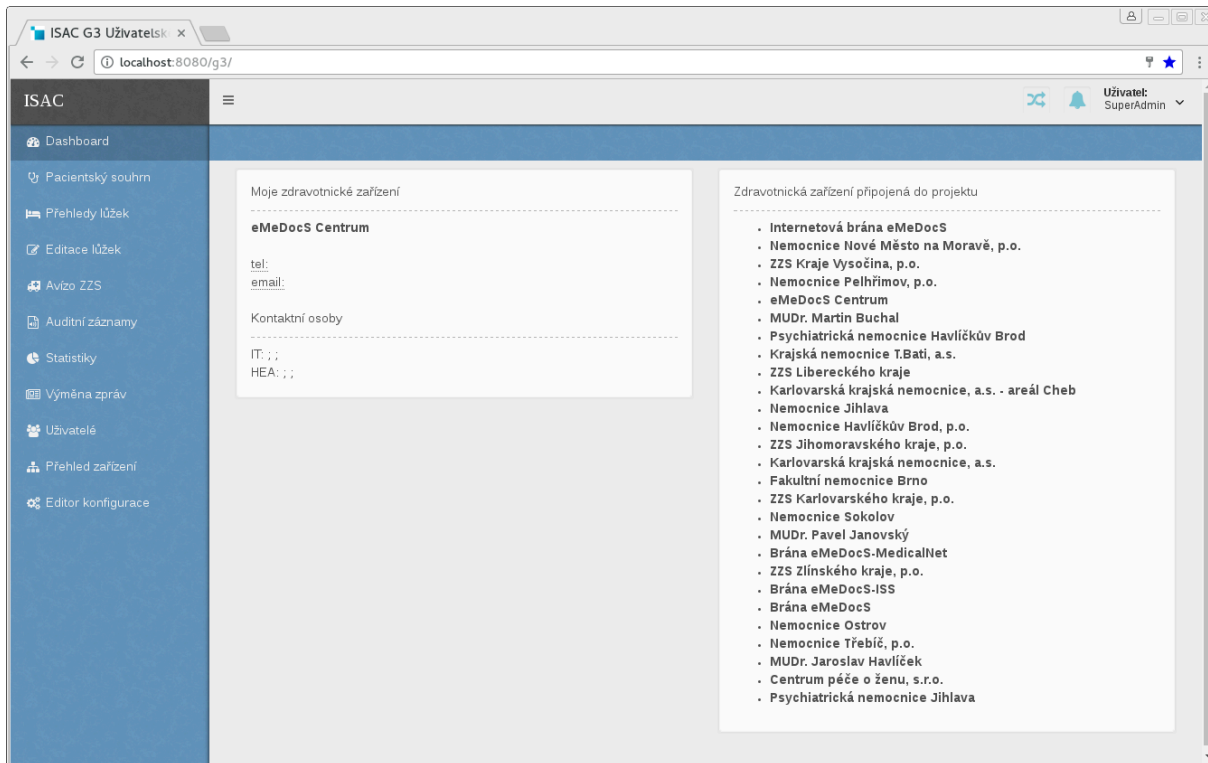 ISAC G3 Uživatelsk
localhost:8080/g3/
ISAC
Uživatel:
SuperAdmin
Dashboard
Pacientský souhrn
Přehledy lůžek
Editace lůžek
Avízo ZZS
Auditní záznamy
Statistiky
Výměna zpráv
Uživatelé
Přehled zařízení
Editor konfigurace
Moje zdravotnické zařízení
eMeDocS Centrum
tel:
email:
Kontaktní osoby
IT: ; ;
HEA: ; ;
Zdravotnická zařízení připojená do projektu
Internetová brána eMeDocS
Nemocnice Nové Město na Moravě, p.o.
ZZS Kraje Vysočina, p.o.
Nemocnice Pelhřimov, p.o.
eMeDocS Centrum
MUDr. Martin Buchal
Psychiatrická nemocnice Havlíčkův Brod
Krajská nemocnice T.Bati, a.s.
ZZS Libereckého kraje
Karlovarská krajská nemocnice, a.s. - areál Cheb
Nemocnice Jihlava
Nemocnice Havlíčkův Brod, p.o.
ZZS Jihomoravského kraje, p.o.
Karlovarská krajská nemocnice, a.s.
Fakultní nemocnice Brno
ZZS Karlovarského kraje, p.o.
Nemocnice Sokolov
MUDr. Pavel Janovský
Brána eMeDocS-MedicalNet
ZZS Zlínského kraje, p.o.
Brána eMeDocS-ISS
Brána eMeDocS
Nemocnice Ostrov
Nemocnice Třebíč, p.o.
MUDr. Jaroslav Havlíček
Centrum péče o ženu, s.r.o.
Psychiatrická nemocnice Jihlava